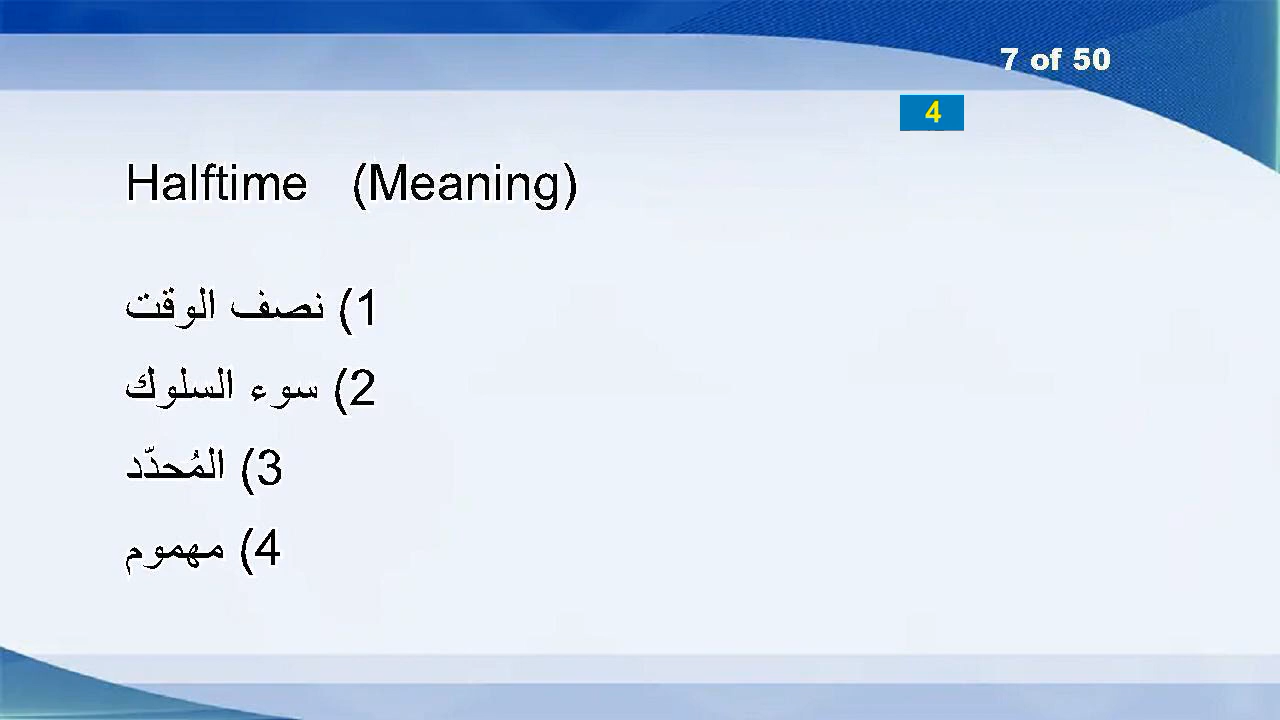 7 of 50
4
Halftime (Meaning)
1) نصف الوقت
2) سوء السلوك
3) المُحدّد
4) مهموم